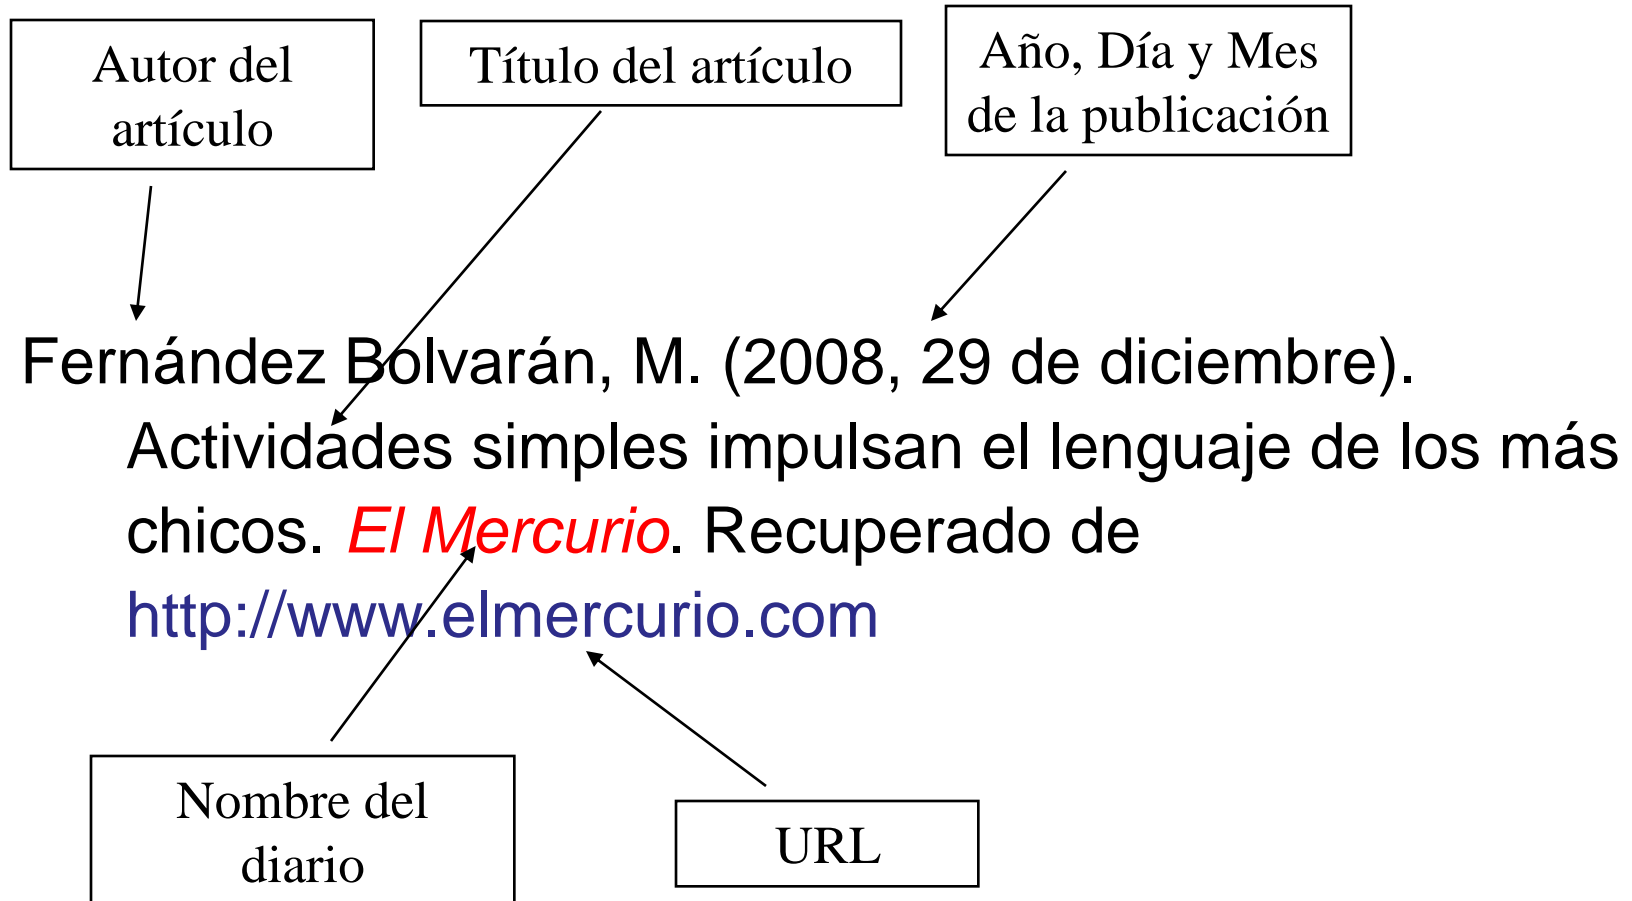 Autor del
artículo
Título del artículo
Año, Día y Mes
de la publicación
Fernández Bolvarán, M. (2008, 29 de diciembre).
Actividades simples impulsan el lenguaje de los más
chicos. El Mercurio. Recuperado de
http://www.elmercurio.com
Nombre del
diario
URL